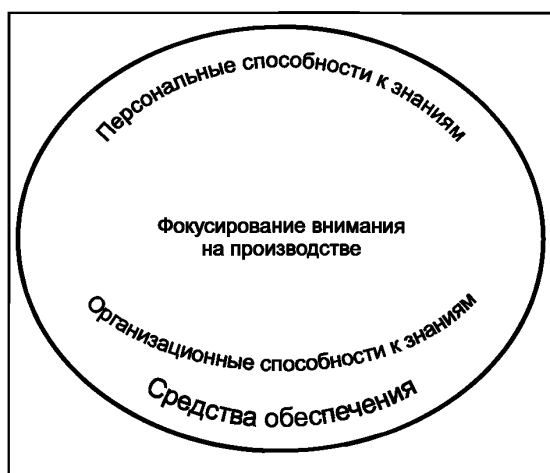 Персональные способности к знаниям
Фокусирование внимания
на производстве
Организационные способности к знаниям
Средства обеспечения